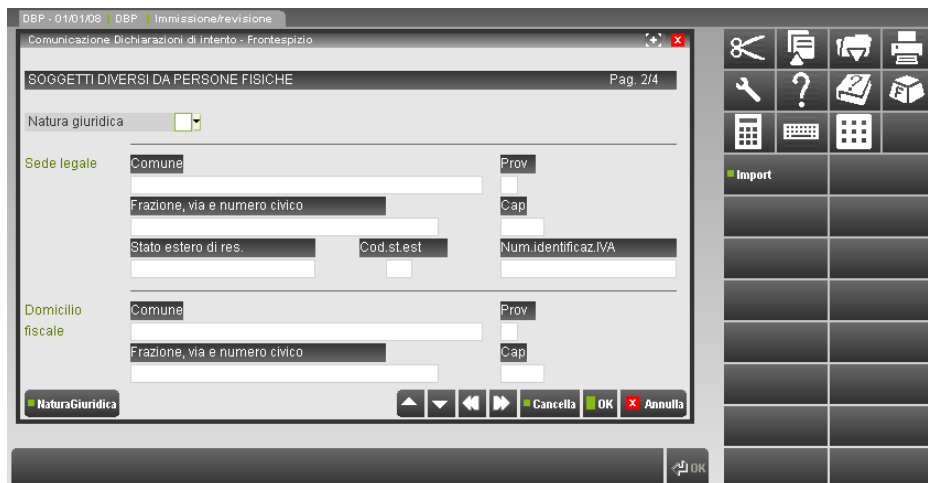 DBP - 01/01/08 DBP Immissione/revisione
Comunicazione Dichiarazioni di intento - Frontespizio
SOGGETTI DIVERSI DA PERSONE FISICHE Pag. 2/4
Natura giuridica
Sede legale Comune Prov
Frazione, via e numero civico Cap
Stato estero di res. Cod.st.est Num.identificaz.IVA
Domicilio fiscale
Comune Prov
Frazione, via e numero civico Cap
NaturaGiuridica Cancella OK X Annulla
OK
Import
F